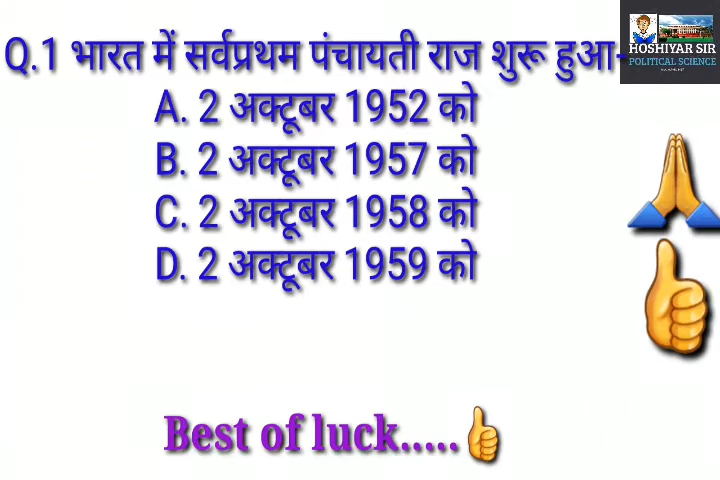 Q.1 भारत में सर्वप्रथम पंचायती राज शुरू हुआ-
HOSHIYAR SIR
POLITICAL SCIENCE
A. 2 अक्टूबर 1952 को
B. 2 अक्टूबर 1957 को
C. 2 अक्टूबर 1958 को
D. 2 अक्टूबर 1959 को
Best of luck.....